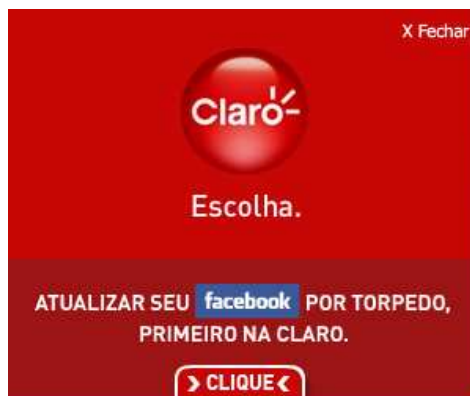 X Fechar
Claro
Escolha.
ATUALIZAR SEU facebook POR TORPEDO,
PRIMEIRO NA CLARO.
> CLIQUE <